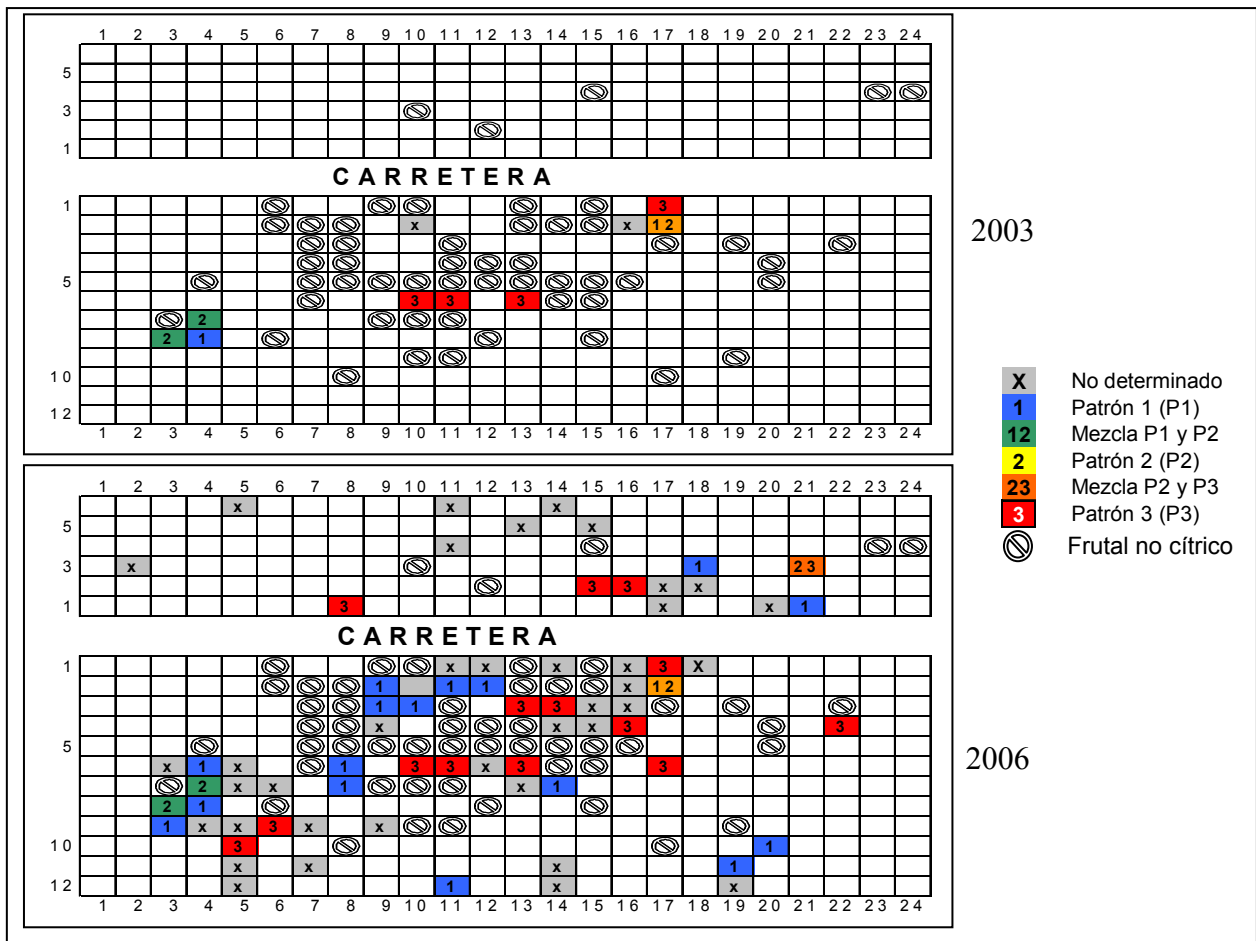 1 2 3 4 5 6 7 8 9 10 11 12 13 14 15 16 17 18 19 20 21 22 23 24
5
3
1
CARRETERA
1 3
x x 12
5
3 3 3
2
2 1
10
12
1 2 3 4 5 6 7 8 9 10 11 12 13 14 15 16 17 18 19 20 21 22 23 24
2003
X No determinado
1 Patrón 1 (P1)
12 Mezcla P1 y P2
2 Patrón 2 (P2)
23 Mezcla P2 y P3
3 Patrón 3 (P3)
Frutal no cítrico
1 2 3 4 5 6 7 8 9 10 11 12 13 14 15 16 17 18 19 20 21 22 23 24
x x x
5 x x
x
3 x 1 23
3 3 x x
1 3 x x 1
CARRETERA
1 x x x x 3 X
1 1 1 x 12
1 1 3 3 x x
x x x 3 3
5
x 1 x 1 3 3 x 3 3
2 x x 1 x 1
2 1
1 x x 3 x x
10 3 1
x x x 1
12 x 1 x x
1 2 3 4 5 6 7 8 9 10 11 12 13 14 15 16 17 18 19 20 21 22 23 24
2006